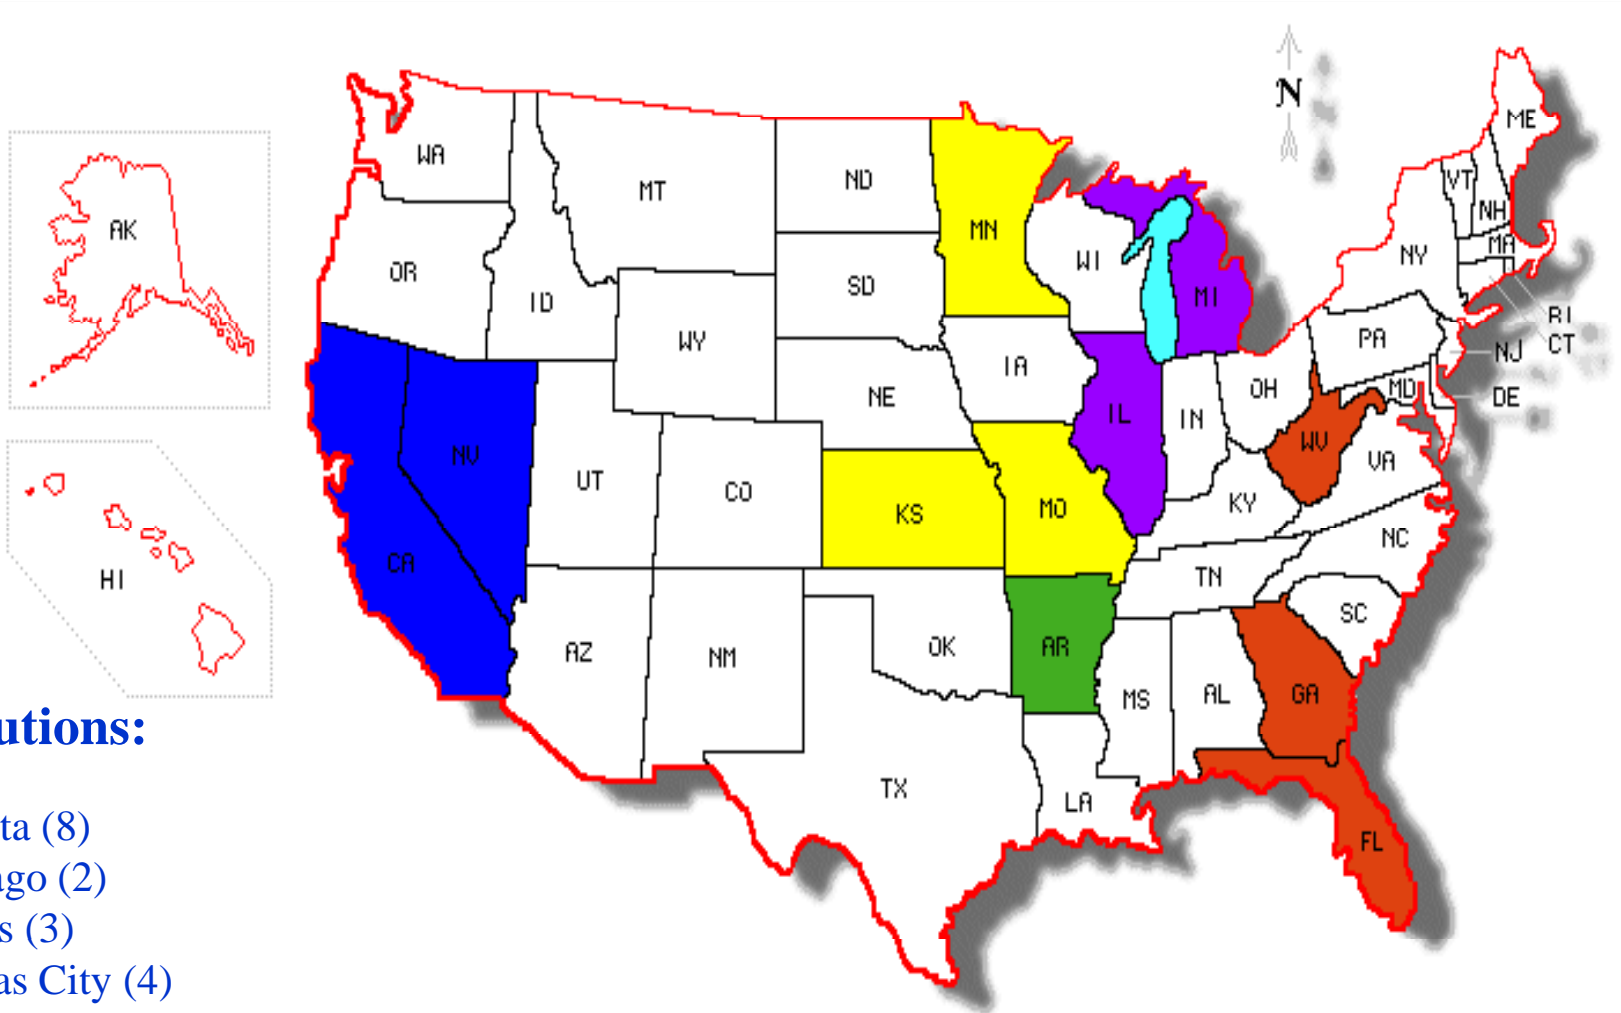 N
ME
WA
VT
ND
MT
NH
MN
MA
AK
NY
WI
OR
SD
MI
ID
RI
PA
WY
CT
NJ
IA
OH
MD
NE
DE
IL
IN
WV
NV
VA
UT
CO
KY
KS
MO
NC
CA
TN
HI
SC
OK
AR
AZ
NM
GA
AL
MS
utions:
TX
LA
ta (8)
FL
ago (2)
s (3)
as City (4)